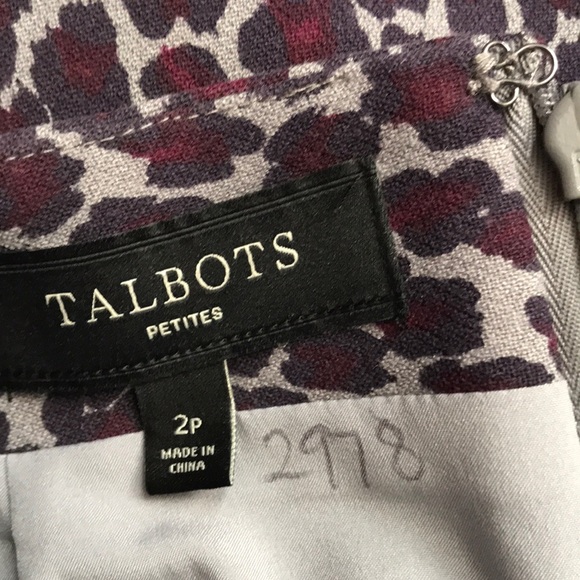 TALBOTS
PETITES
2P
MADE IN
CHINA
2978